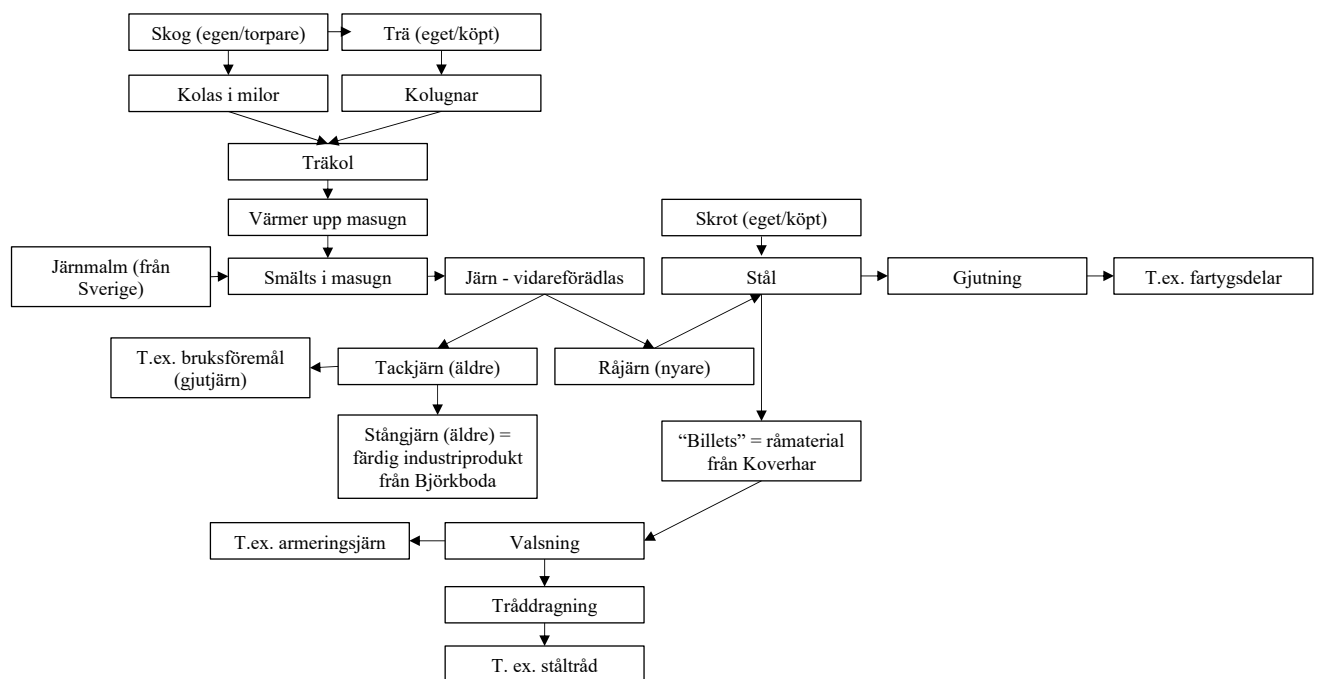 Skog (egen/torpare)
Trä (eget/köpt)
Kolas i milor
Kolugnar
Träkol
Värmer upp masugn
Skrot (eget/köpt)
Järnmalm (från
Sverige)
Smälts i masugn
Järn - vidareförädlas
Stål
Gjutning
T.ex. fartygsdelar
T.ex. bruksföremål
(gjutjärn)
Tackjärn (äldre)
Råjärn (nyare)
Stångjärn (äldre) =
färdig industriprodukt
från Björkboda
“Billets” = råmaterial
från Koverhar
T.ex. armeringsjärn
Valsning
Tråddragning
T. ex. ståltråd